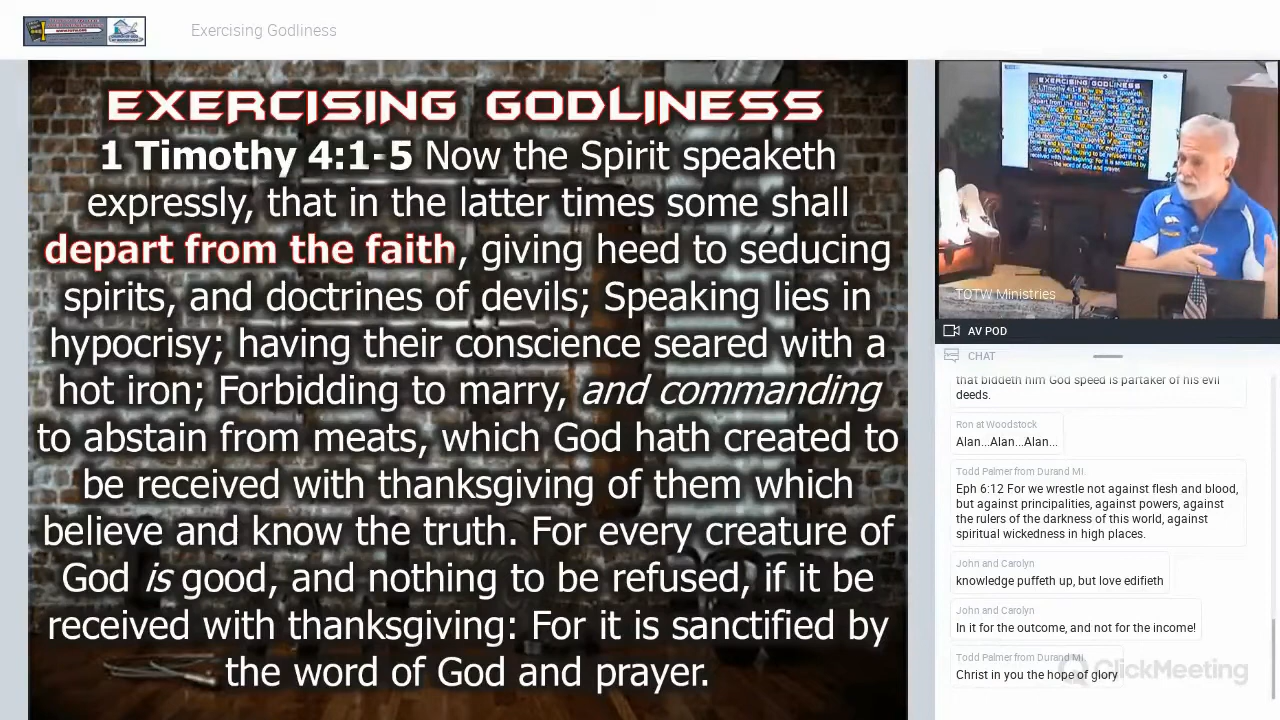 Exercising Godliness
EXERCISING GODLINESS
1 Timothy 4:1-5 Now the Spirit speaketh
expressly, that in the latter times some shall
depart from the faith, giving heed to seducing
spirits, and doctrines of devils; Speaking lies in
hypocrisy; having their conscience seared with a
hot iron; Forbidding to marry, and commanding
to abstain from meats, which God hath created to
be received with thanksgiving of them which
believe and know the truth. For every creature of
God is good, and nothing to be refused, if it be
received with thanksgiving: For it is sanctified by
the word of God and prayer.
EXERCISING GODLINESS
TOTW Ministries
AV POD
CHAT
that biddeth him God speed is partaker of his evil
deeds.
Ron at Woodstock
Alan...Alan...Alan...
Todd Palmer from Durand MI
Eph 6:12 For we wrestle not against flesh and blood,
but against principalities, against powers, against
the rulers of the darkness of this world, against
spiritual wickedness in high places.
John and Carolyn
knowledge puffeth up, but love edifieth
John and Carolyn
In it for the outcome, and not for the income!
Todd Palmer from Durand MI
Christ in you the hope of glory
ClickMeeting